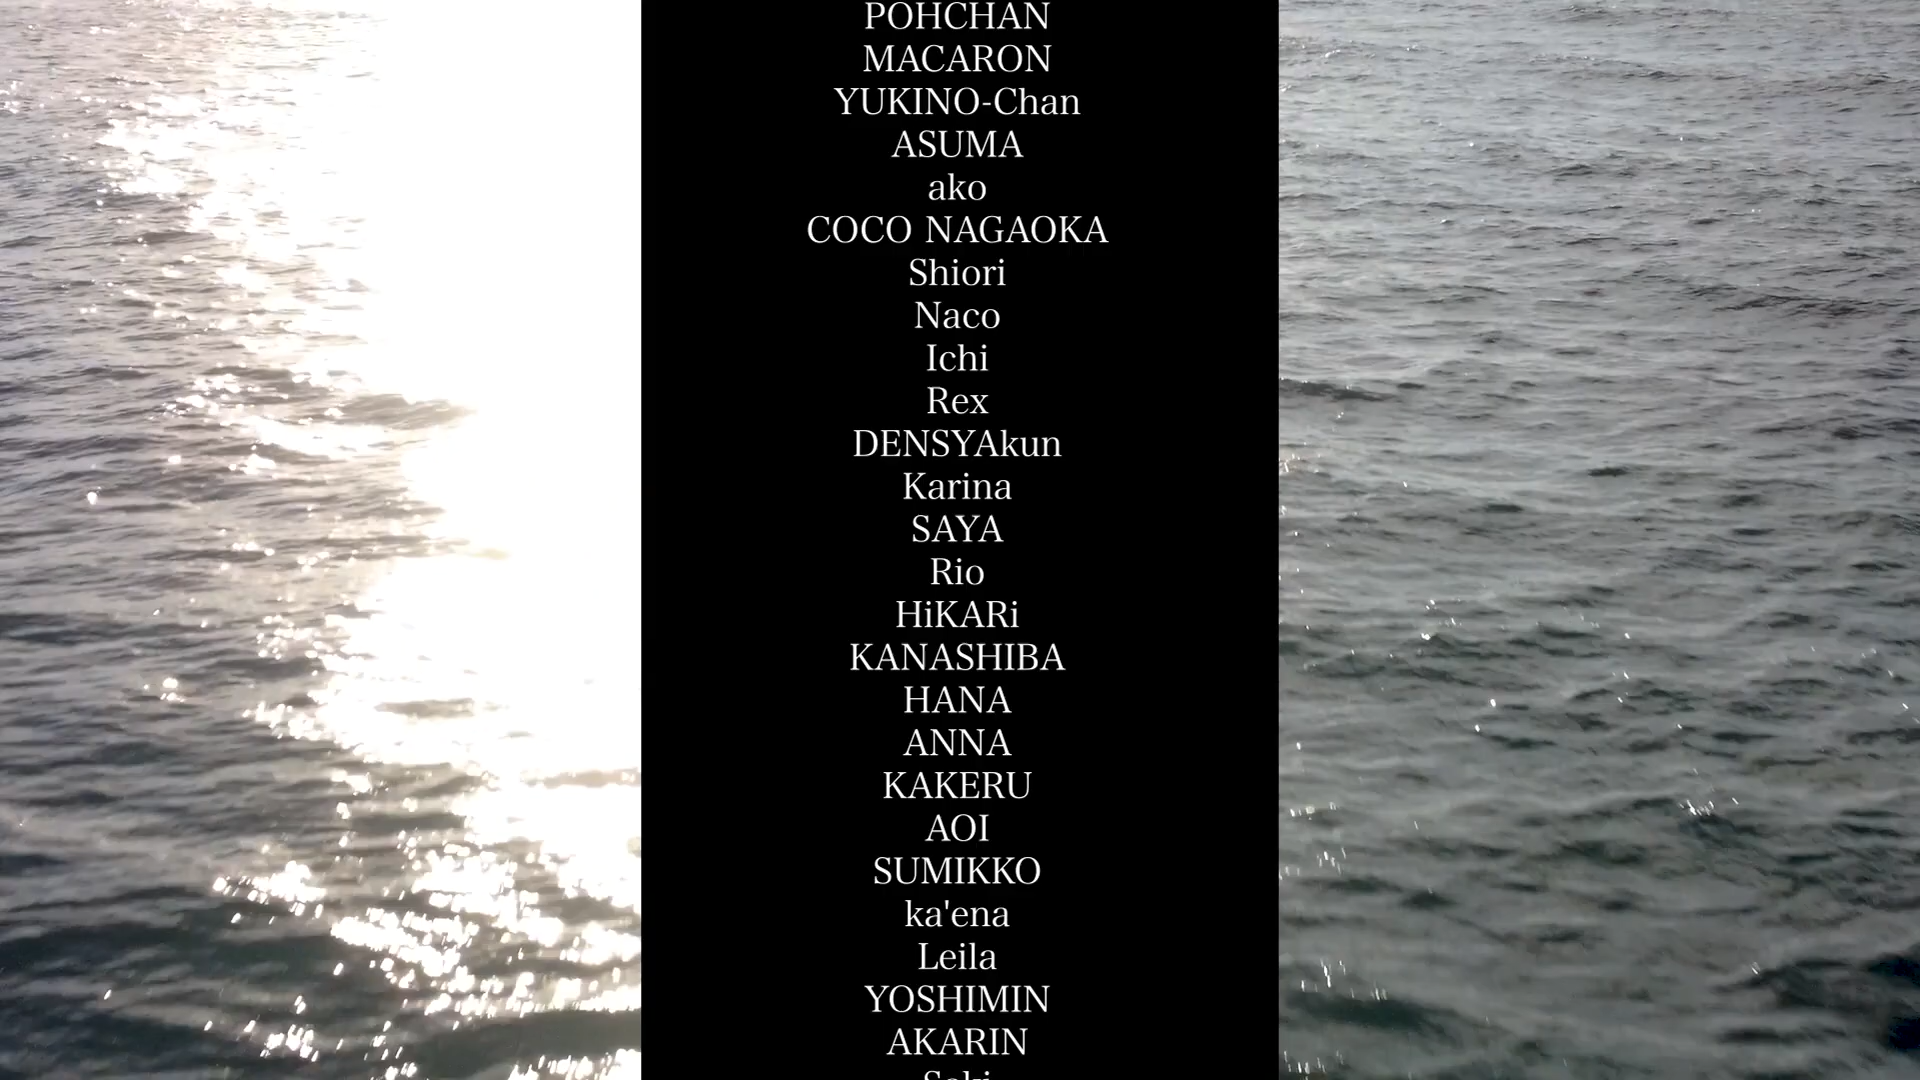 POHCHAN
MACARON
YUKINO-Chan
ASUMA
ako
COCO NAGAOKA
Shiori
Naco
Ichi
Rex
DENSYAkun
Karina
SAYA
Rio
HiKARi
KANASHIBA
HANA
ANNA
KAKERU
AOI
SUMIKKO
ka'ena
Leila
YOSHIMIN
AKARIN